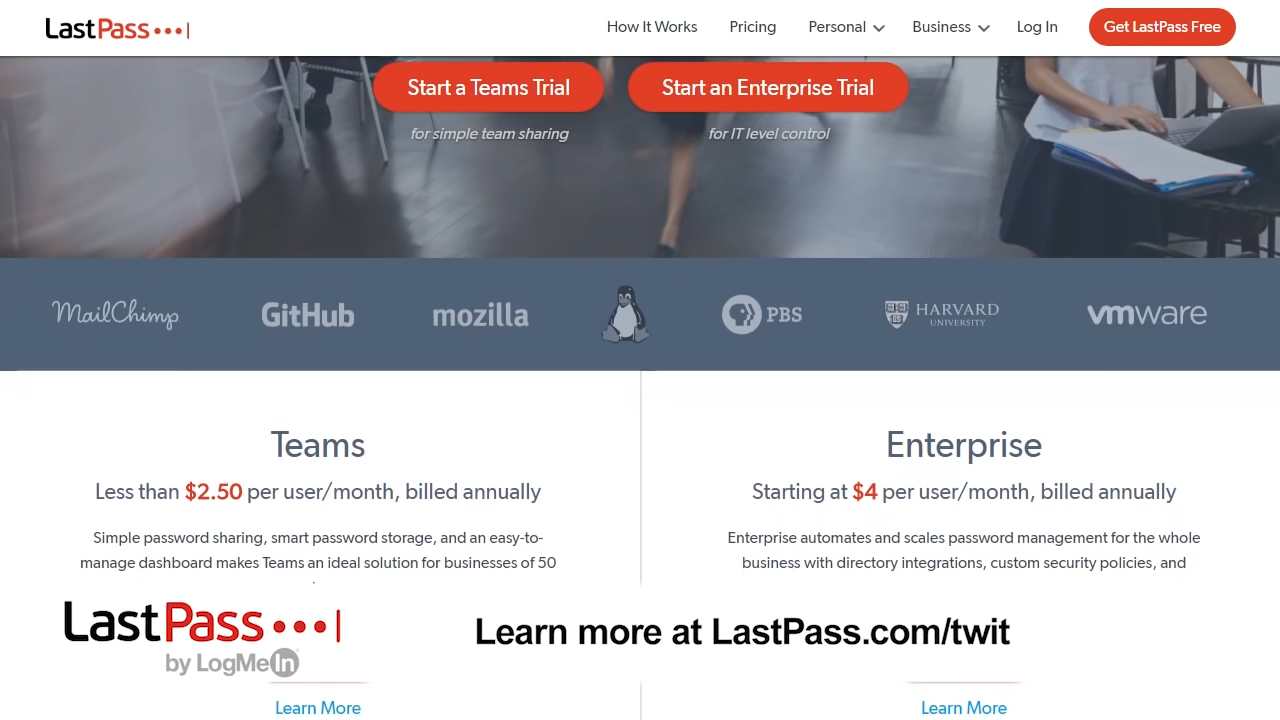 LastPass
How It Works
Pricing
Personal
Business
Log In
Get LastPass Free
Start a Teams Trial
Start an Enterprise Trial
for simple team sharing
for IT level control
MailChimp
GitHub
mozilla
PBS
HARVARD
UNIVERSITY
vmware
Teams
Less than $2.50 per user/month, billed annually
Simple password sharing, smart password storage, and an easy-to-
manage dashboard makes Teams an ideal solution for businesses of 50
Enterprise
Starting at $4 per user/month, billed annually
Enterprise automates and scales password management for the whole
business with directory integrations, custom security policies, and
LastPass
by LogMeIn
Learn more at LastPass.com/twit
Learn More
Learn More